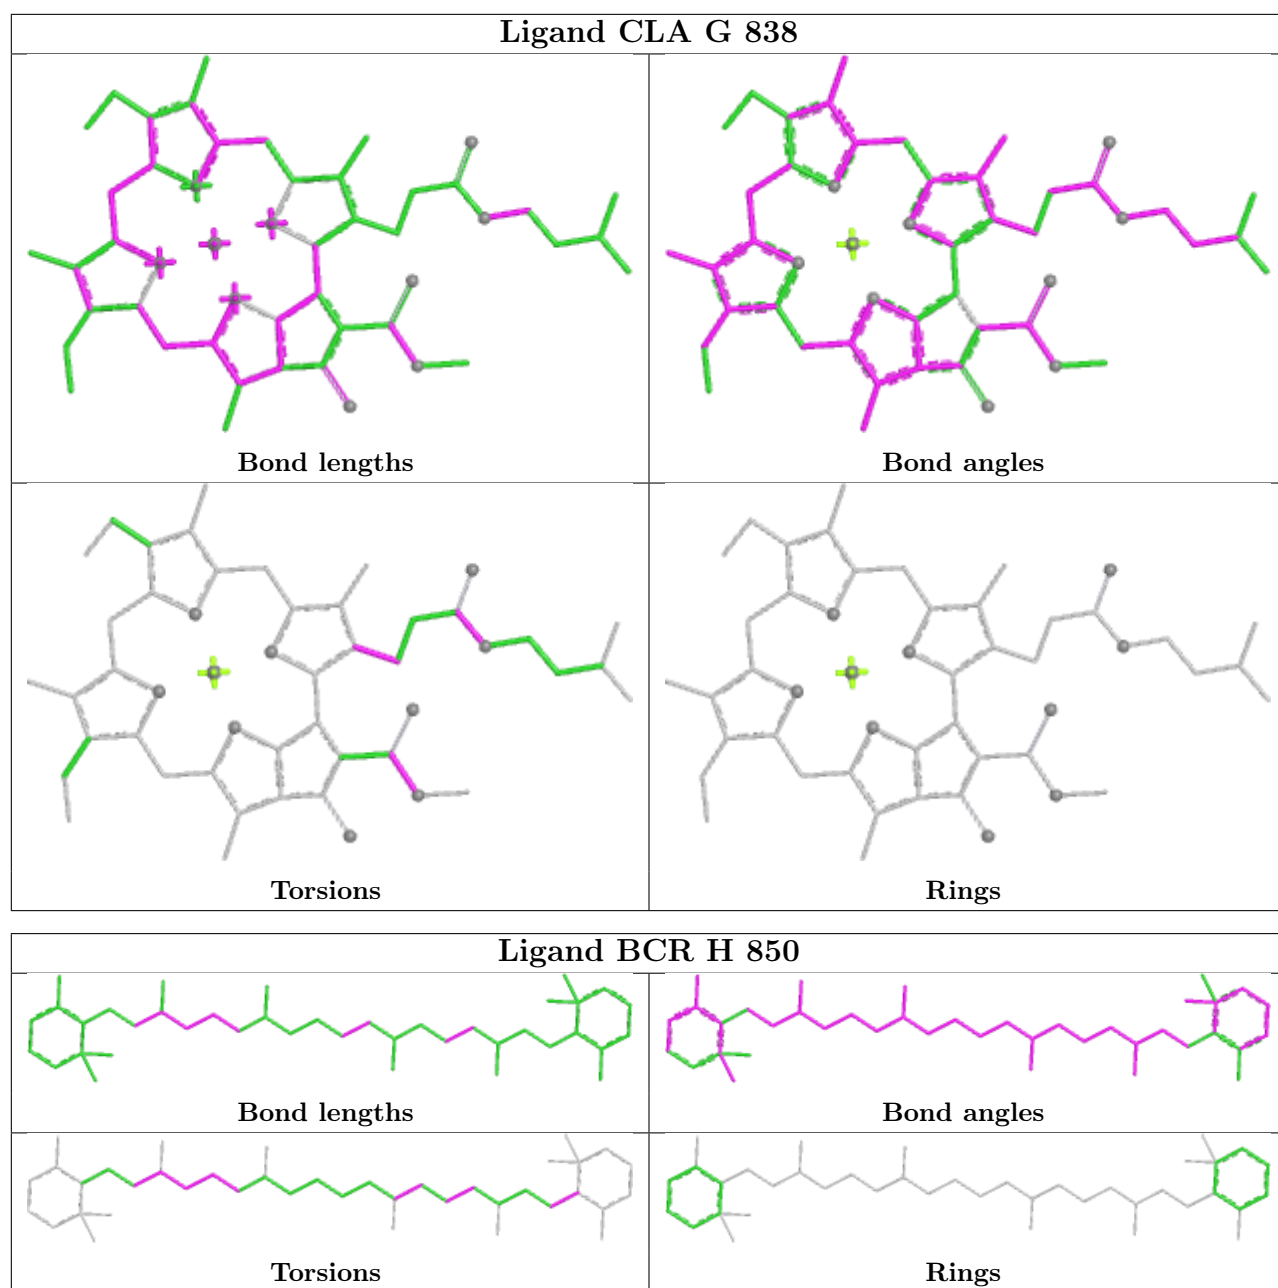 Ligand CLA G 838
Bond lengths
Bond angles
Torsions
Rings
Ligand BCR H 850
Bond lengths
Bond angles
Torsions
Rings